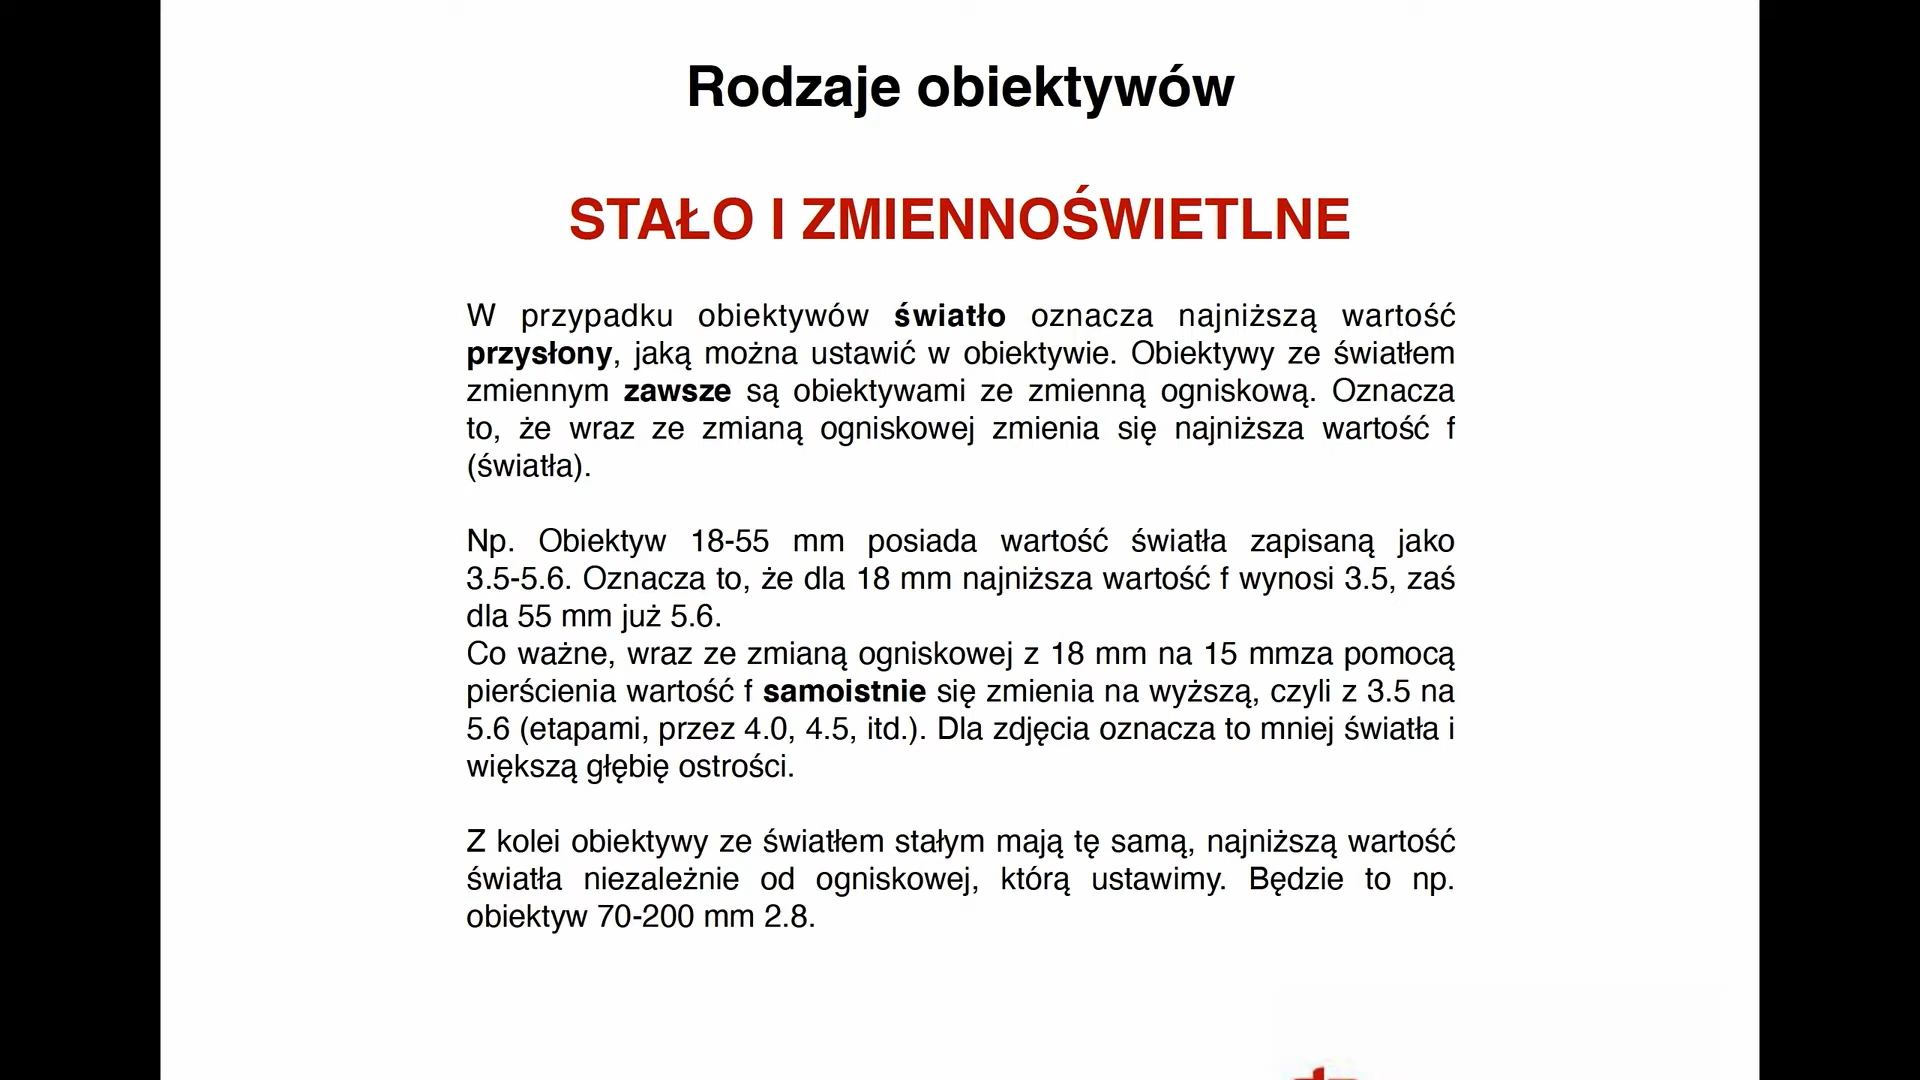 Rodzaje obiektywów
STAŁO I ZMIENNOŚWIETLNE
W przypadku obiektywów światło oznacza najniższą wartość
przysłony, jaką można ustawić w obiektywie. Obiektywy ze światłem
zmiennym zawsze są obiektywami ze zmienną ogniskową. Oznacza
to, że wraz ze zmianą ogniskowej zmienia się najniższa wartość f
(światła).
Np. Obiektyw 18-55 mm posiada wartość światła zapisaną jako
3.5-5.6. Oznacza to, że dla 18 mm najniższa wartość f wynosi 3.5, zaś
dla 55 mm już 5.6.
Co ważne, wraz ze zmianą ogniskowej z 18 mm na 15 mmza pomocą
pierścienia wartość f samoistnie się zmienia na wyższą, czyli z 3.5 na
5.6 (etapami, przez 4.0, 4.5, itd.). Dla zdjęcia oznacza to mniej światła i
większą głębię ostrości.
Z kolei obiektywy ze światłem stałym mają tę samą, najniższą wartość
światła niezależnie od ogniskowej, którą ustawimy. Będzie to np.
obiektyw 70-200 mm 2.8.